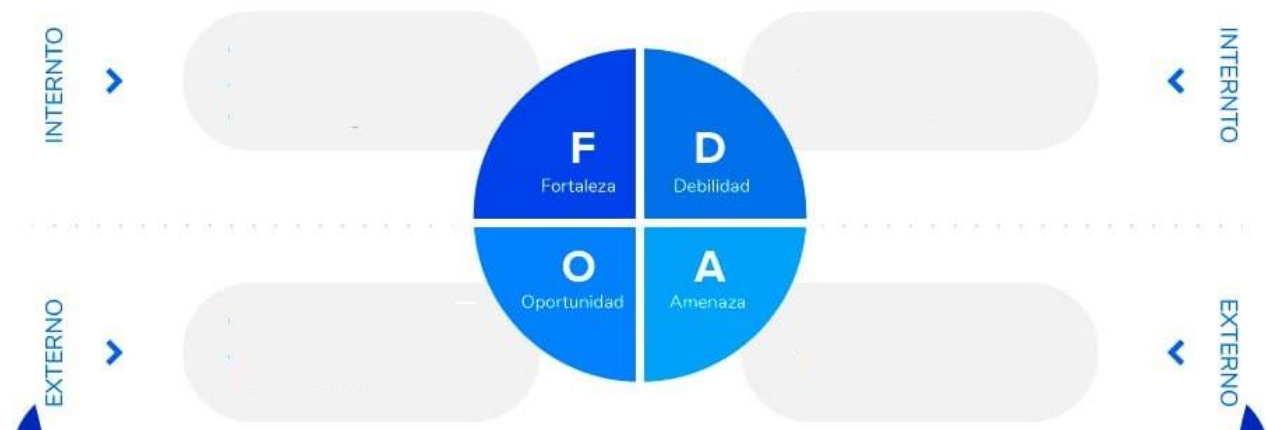 INTERNTO
INTERNTO
F
Fortaleza
D
Debilidad
O
Oportunidad
A
Amenaza
EXTERNO
EXTERNO